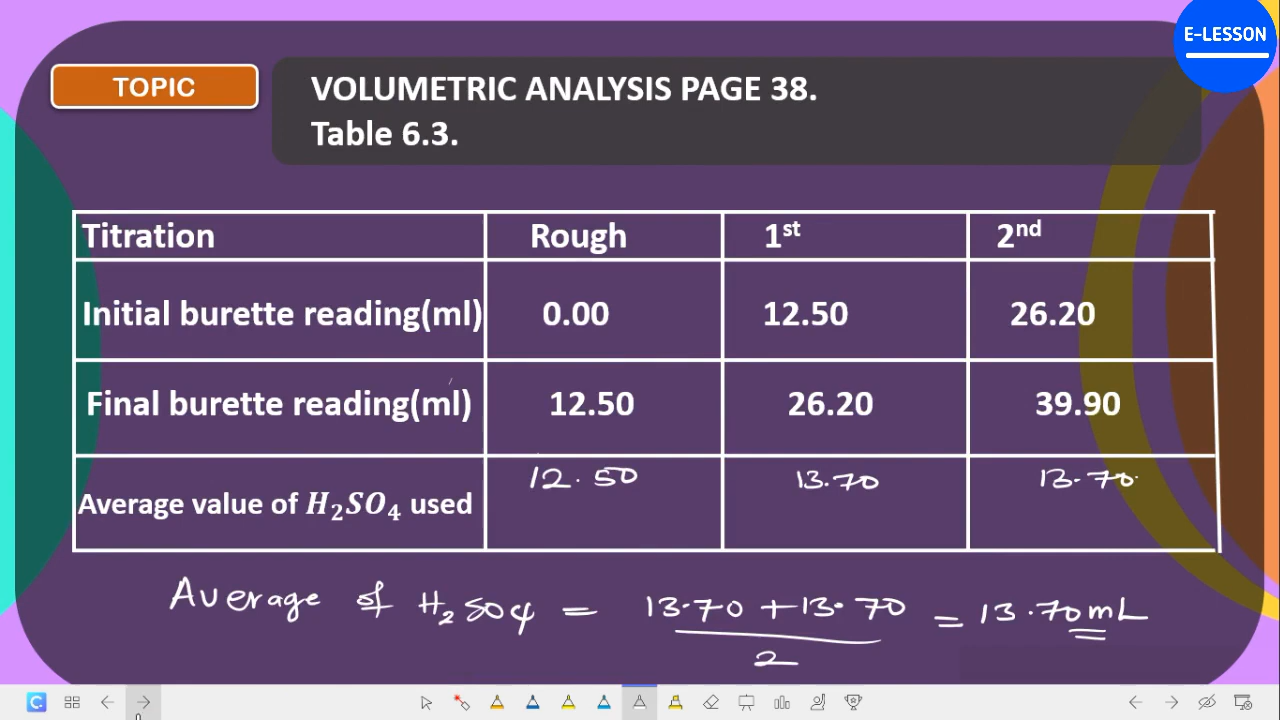 E-LESSON
TOPIC
VOLUMETRIC ANALYSIS PAGE 38.
Table 6.3.
Titration Rough 1st 2nd
Initial burette reading(ml) 0.00 12.50 26.20
Final burette reading(ml) 12.50 26.20 39.90
Average value of H₂SO₄ used 12.50 13.70 13.70
Average of H₂SO₄ = 13.70 + 13.70 / 2 = 13.70mL